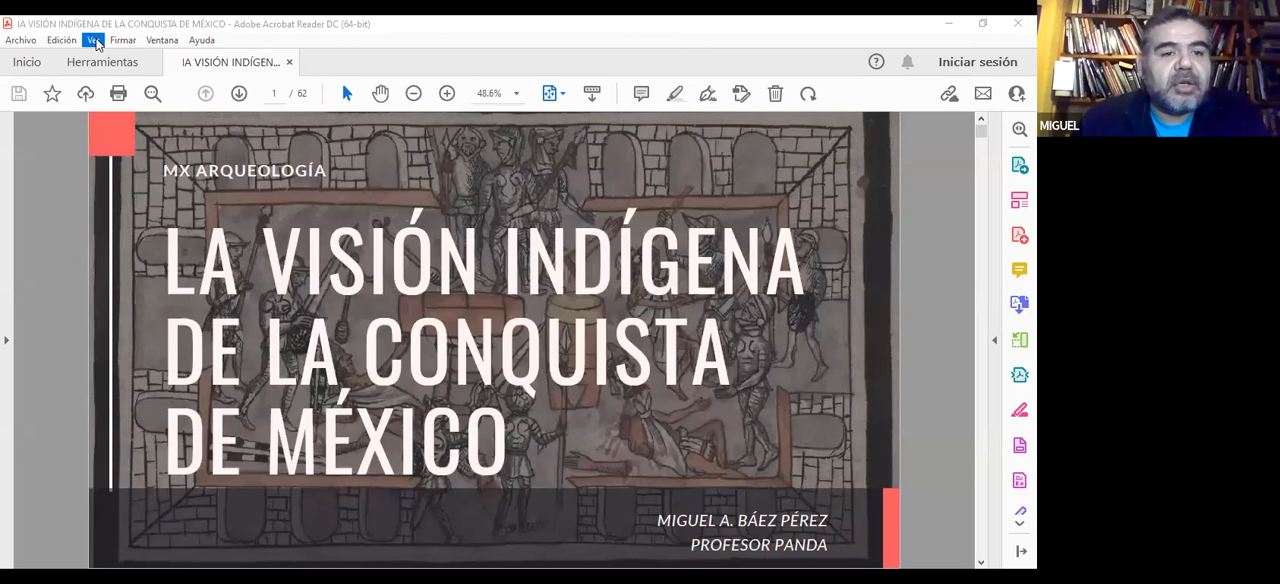 IA VISIÓN INDÍGENA DE LA CONQUISTA DE MÉXICO - Adobe Acrobat Reader DC (64-bit)
Archivo Edición Ver Firmar Ventana Ayuda
Inicio Herramientas IA VISIÓN INDÍGEN... × Iniciar sesión
1 / 62 48.6%
MIGUEL
MX ARQUEOLOGÍA
LA VISIÓN INDÍGENA
DE LA CONQUISTA
DE MÉXICO
MIGUEL A. BÁEZ PÉREZ
PROFESOR PANDA